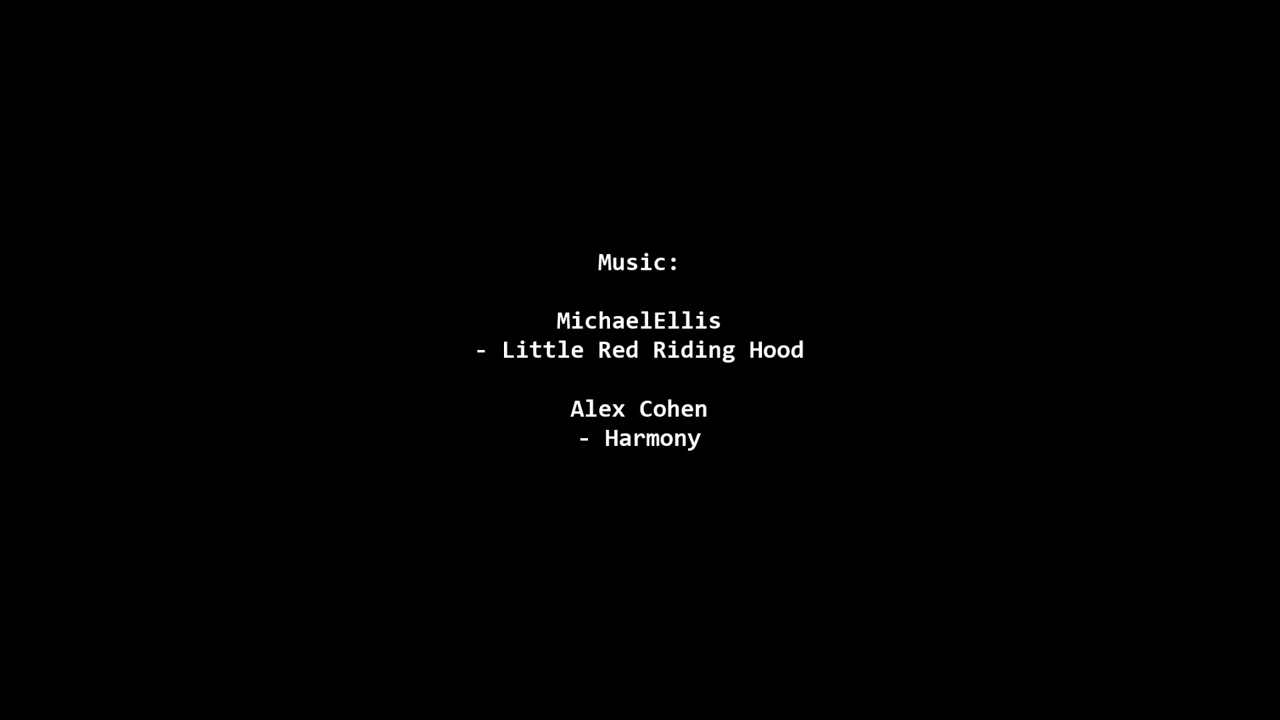 Music:
MichaelEllis
- Little Red Riding Hood
Alex Cohen
- Harmony